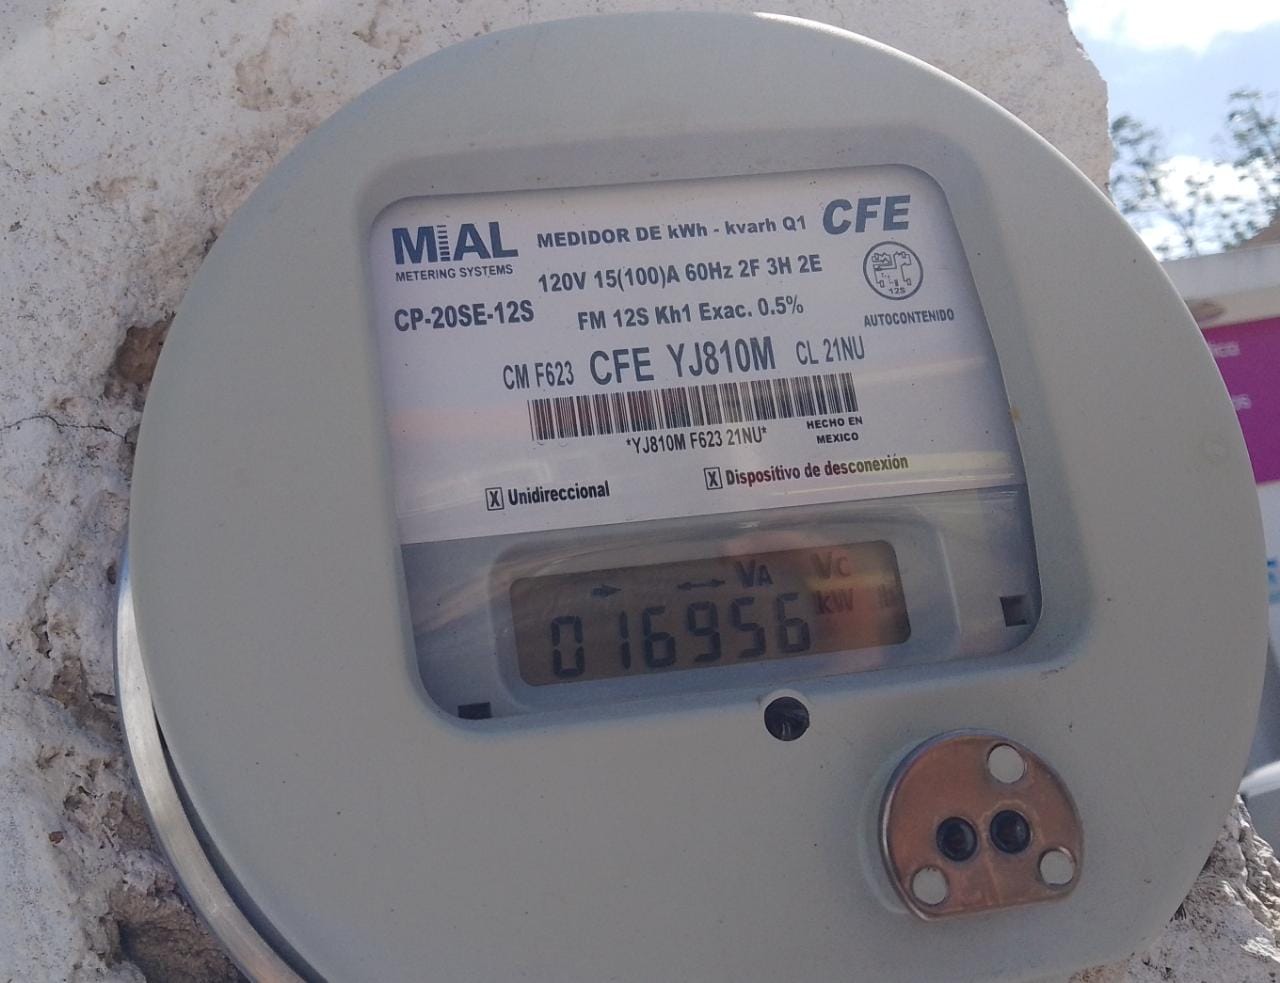 MIAL
METERING SYSTEMS
MEDIDOR DE kWh - kvarh Q1
CFE
120V 15(100)A 60Hz 2F 3H 2E
CP-20SE-12S
FM 12S Kh1 Exac. 0.5%
12S
AUTOCONTENIDO
CM F623 CFE YJ810M CL 21NU
*YJ810M F623 21NU*
HECHO EN
MEXICO
X Unidireccional
X Dispositivo de desconexión
VA VC
016956 kW h